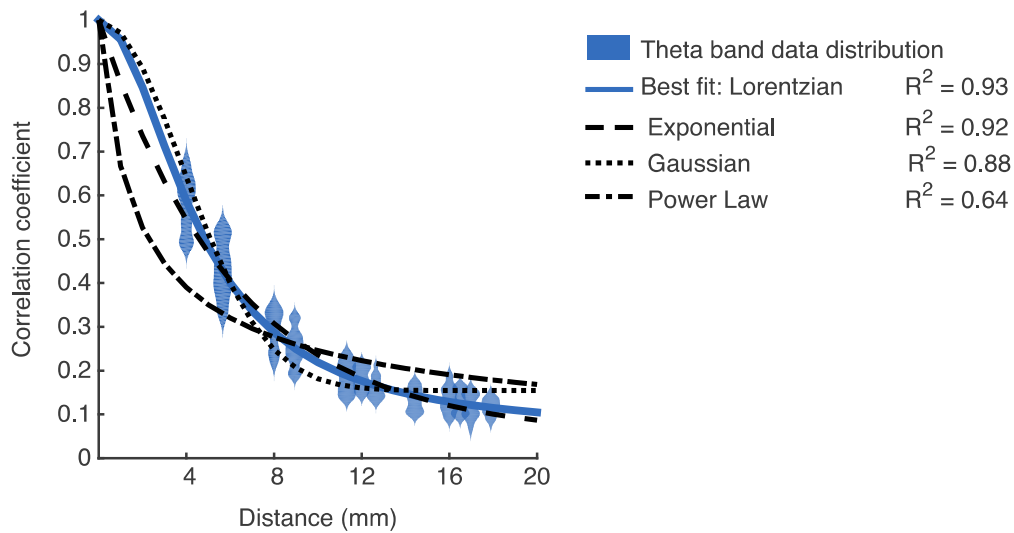 1
0.9
0.8
0.7
0.6
0.5
0.4
0.3
0.2
0.1
0
Correlation coefficient
4
8
12
16
20
Distance (mm)
Theta band data distribution
Best fit: Lorentzian R² = 0.93
Exponential R² = 0.92
Gaussian R² = 0.88
Power Law R² = 0.64